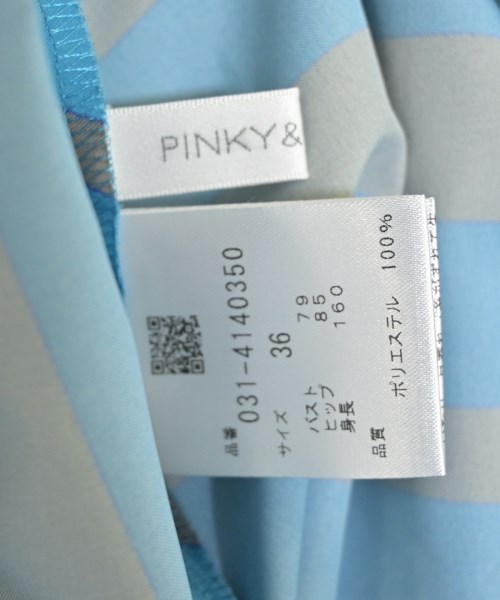 PINKY&
品番 031-4140350
サイズ 36
バスト 79
ヒップ 85
身長 160
品質 ポリエステル 100%